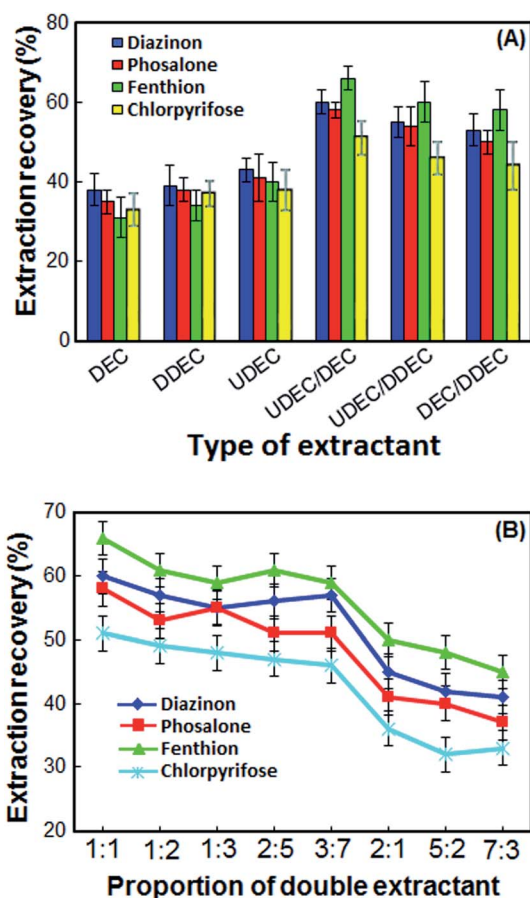 (A)
Diazinon
Phosalone
Fenthion
Chlorpyrifose
80
60
40
20
0
Extraction recovery (%)
DEC
DDEC
UDEC
UDEC/DEC
UDEC/DDEC
DEC/DDEC
Type of extractant
(B)
70
60
50
40
30
20
Extraction recovery (%)
Diazinon
Phosalone
Fenthion
Chlorpyrifose
1:1 1:2 1:3 2:5 3:7 2:1 5:2 7:3
Proportion of double extractant